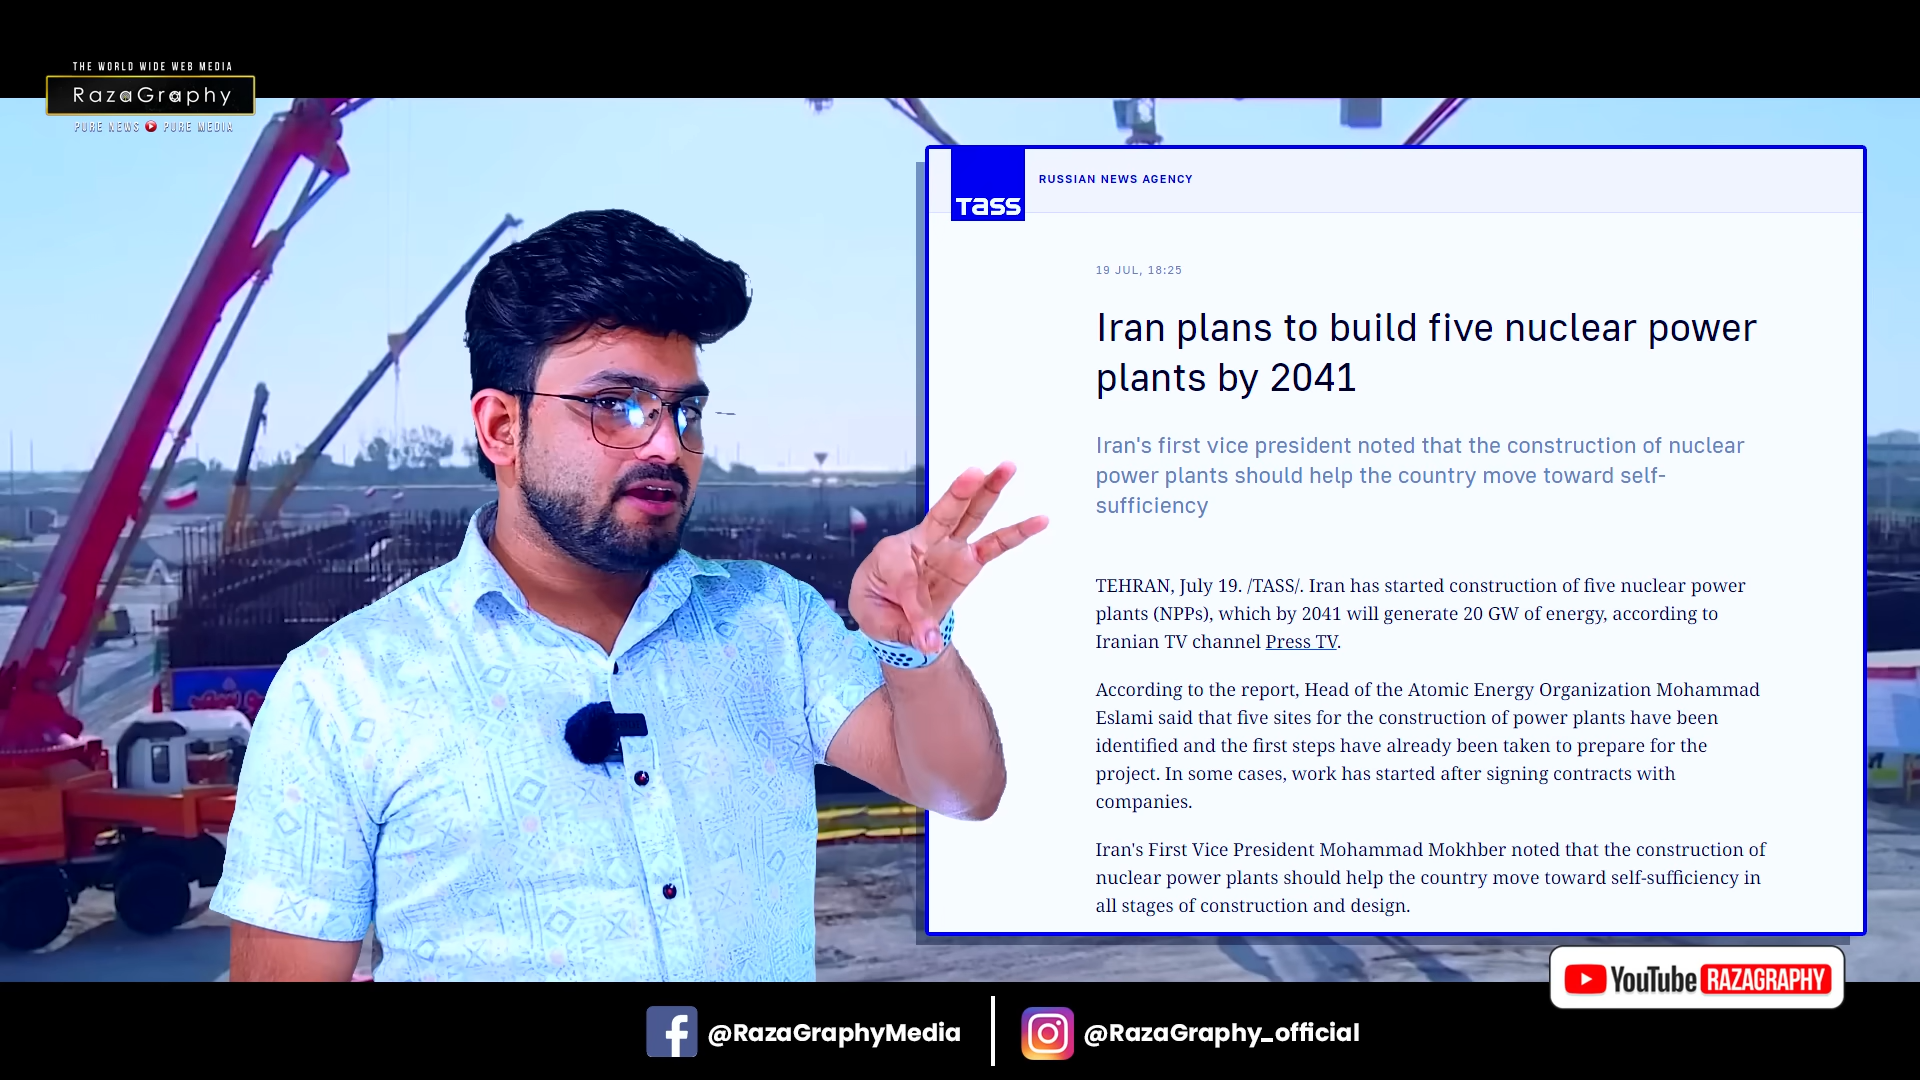 THE WORLD WIDE WEB MEDIA
RazaGraphy
PURE NEWS PURE MEDIA
TASS
RUSSIAN NEWS AGENCY
19 JUL, 18:25
Iran plans to build five nuclear power
plants by 2041
Iran's first vice president noted that the construction of nuclear
power plants should help the country move toward self-
sufficiency
TEHRAN, July 19. /TASS/. Iran has started construction of five nuclear power
plants (NPPs), which by 2041 will generate 20 GW of energy, according to
Iranian TV channel Press TV.
According to the report, Head of the Atomic Energy Organization Mohammad
Eslami said that five sites for the construction of power plants have been
identified and the first steps have already been taken to prepare for the
project. In some cases, work has started after signing contracts with
companies.
Iran's First Vice President Mohammad Mokhber noted that the construction of
nuclear power plants should help the country move toward self-sufficiency in
all stages of construction and design.
YouTube RAZAGRAPHY
@RazaGraphyMedia
@RazaGraphy_official